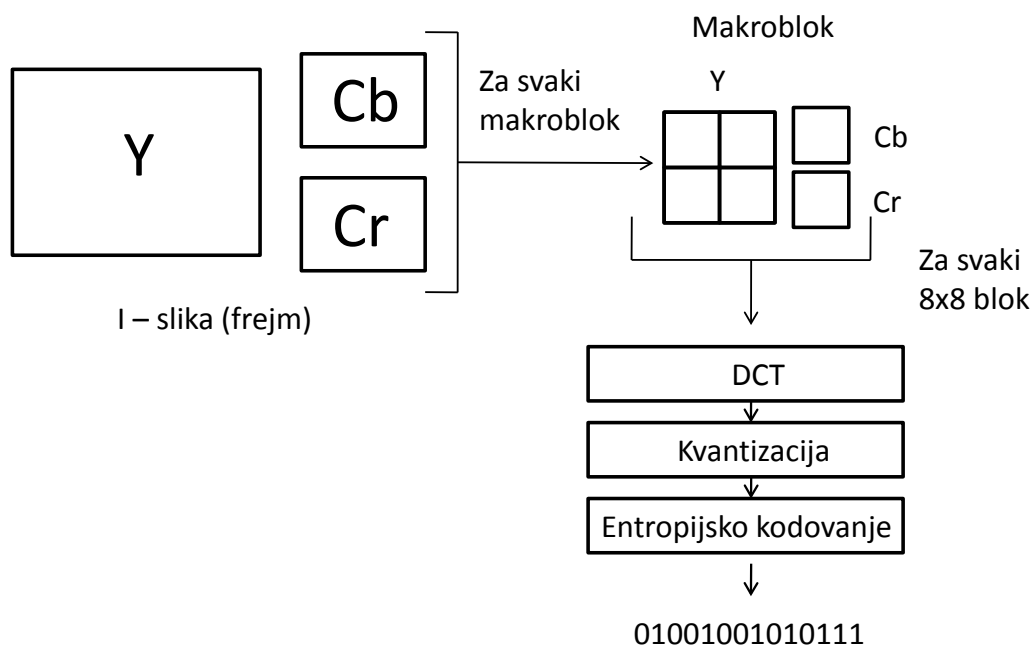 Y
Cb
Cr
I – slika (frejm)
Za svaki
makroblok
Makroblok
Y
Cb
Cr
Za svaki
8x8 blok
DCT
Kvantizacija
Entropijsko kodovanje
01001001010111